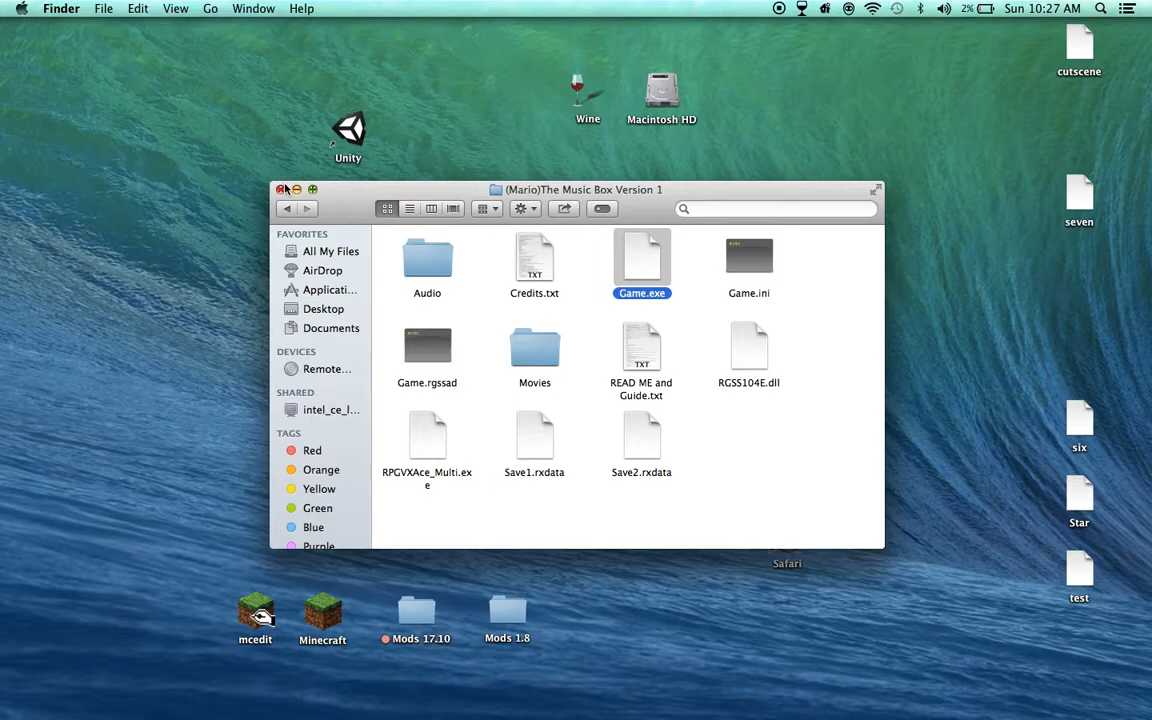 Finder File Edit View Go Window Help 2% Sun 10:27 AM
cutscene
Wine
Macintosh HD
Unity
seven
(Mario)The Music Box Version 1
FAVORITES
All My Files
AirDrop
Applicati...
Desktop
Documents
DEVICES
Remote...
SHARED
intel_ce_l...
TAGS
Red
Orange
Yellow
Green
Blue
Purple
Audio
Credits.txt
TXT
Game.exe
Game.ini
Game.rgssad
Movies
TXT
READ ME and
Guide.txt
RGSS104E.dll
RPGVXAce_Multi.ex
e
Save1.rxdata
Save2.rxdata
six
Star
Safari
test
mcedit
Minecraft
Mods 17.10
Mods 1.8